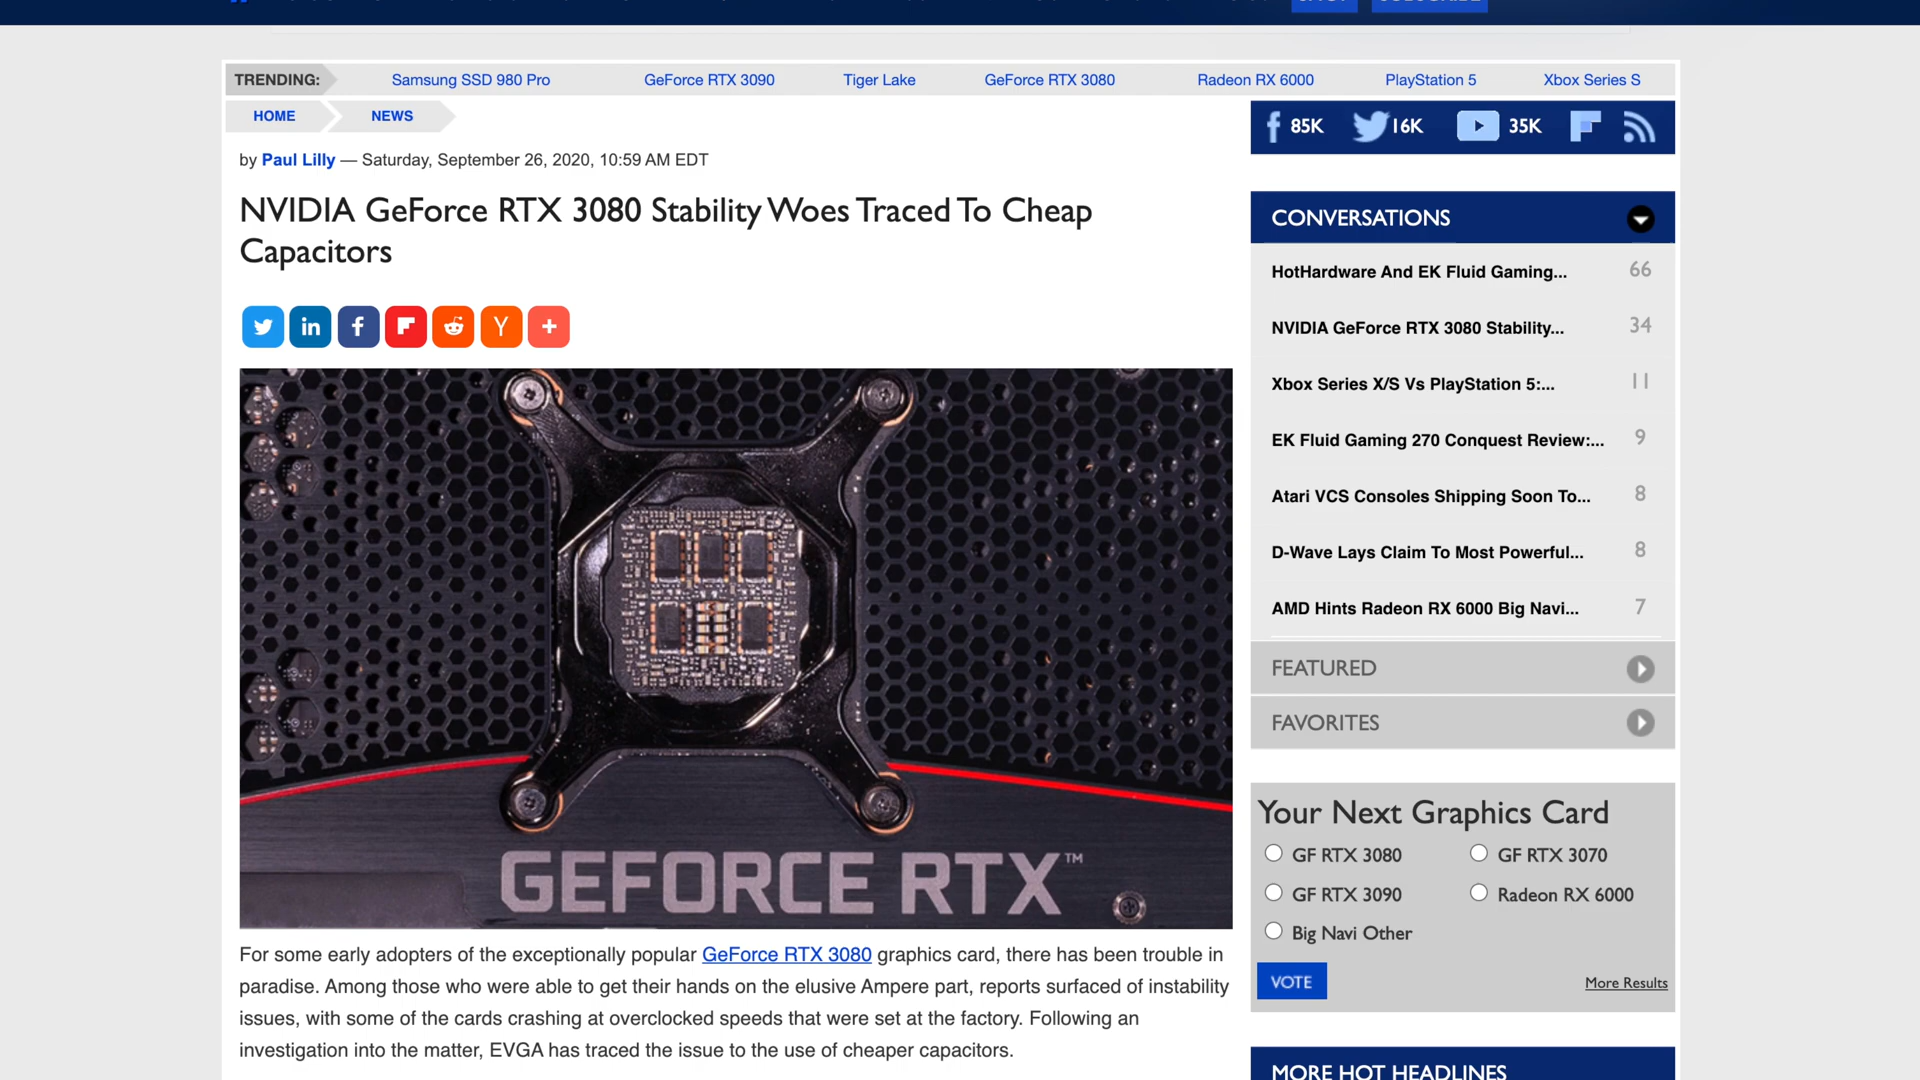 TRENDING: Samsung SSD 980 Pro GeForce RTX 3090 Tiger Lake GeForce RTX 3080 Radeon RX 6000 PlayStation 5 Xbox Series S
HOME NEWS
by Paul Lilly — Saturday, September 26, 2020, 10:59 AM EDT
NVIDIA GeForce RTX 3080 Stability Woes Traced To Cheap
Capacitors
GEFORCE RTX™
For some early adopters of the exceptionally popular GeForce RTX 3080 graphics card, there has been trouble in
paradise. Among those who were able to get their hands on the elusive Ampere part, reports surfaced of instability
issues, with some of the cards crashing at overclocked speeds that were set at the factory. Following an
investigation into the matter, EVGA has traced the issue to the use of cheaper capacitors.
85K 16K 35K
CONVERSATIONS
HotHardware And EK Fluid Gaming... 66
NVIDIA GeForce RTX 3080 Stability... 34
Xbox Series X/S Vs PlayStation 5:... 11
EK Fluid Gaming 270 Conquest Review:... 9
Atari VCS Consoles Shipping Soon To... 8
D-Wave Lays Claim To Most Powerful... 8
AMD Hints Radeon RX 6000 Big Navi... 7
FEATURED
FAVORITES
Your Next Graphics Card
GF RTX 3080 GF RTX 3070
GF RTX 3090 Radeon RX 6000
Big Navi Other
VOTE More Results
MORE HOT HEADLINES